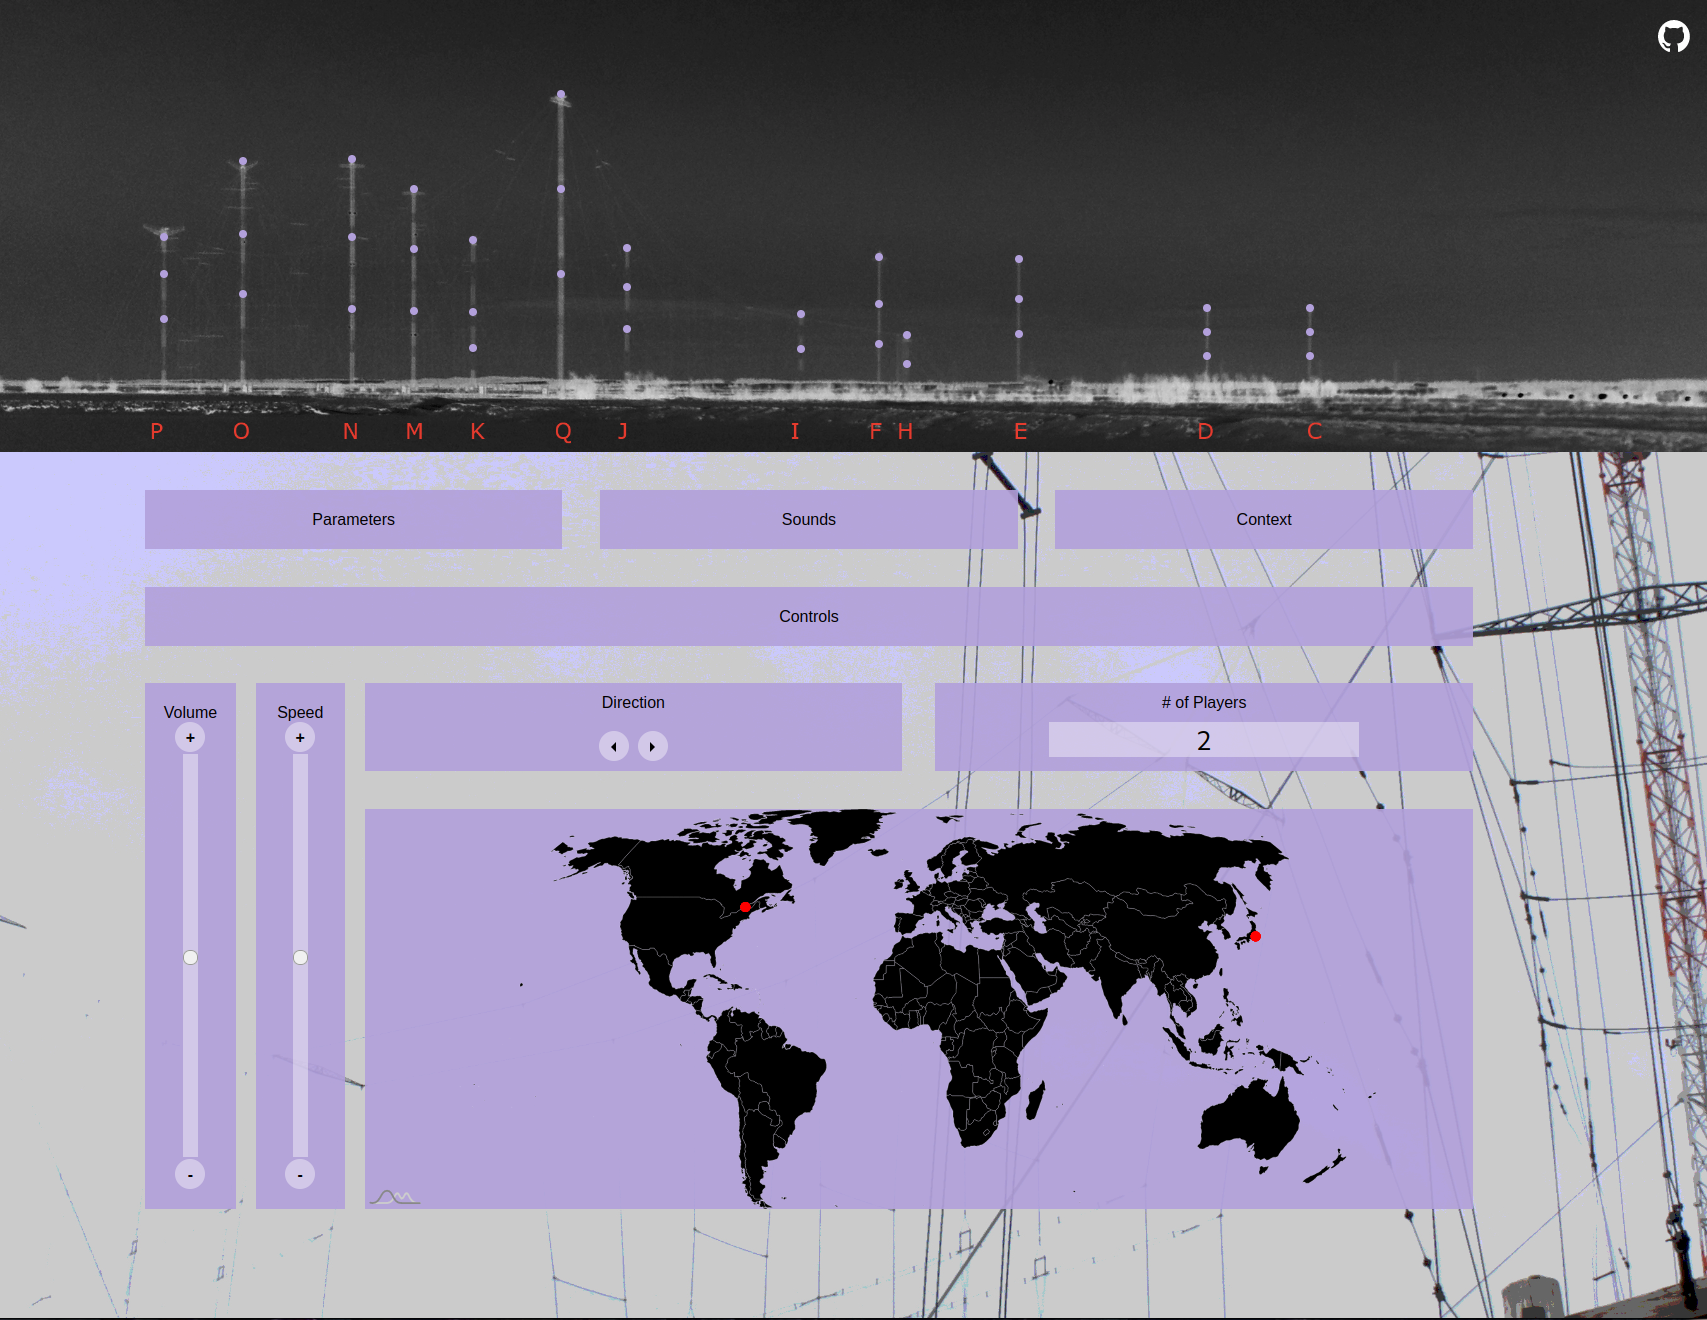 P O N M K Q J I F H E D C
Parameters Sounds Context
Controls
Volume Speed Direction # of Players
+ + 2
- -